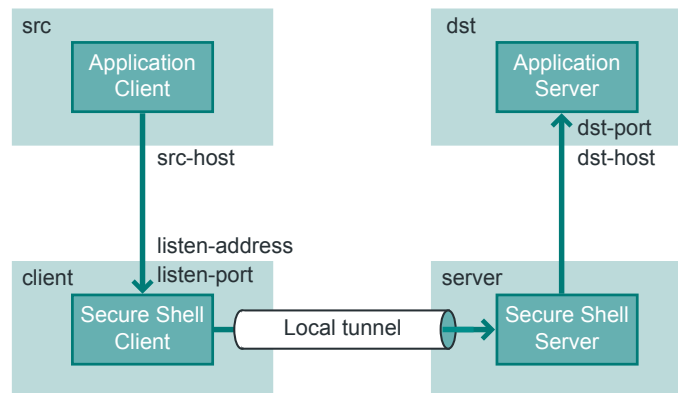 src
Application
Client
src-host
listen-address
listen-port
client
Secure Shell
Client
Local tunnel
dst
Application
Server
dst-port
dst-host
server
Secure Shell
Server